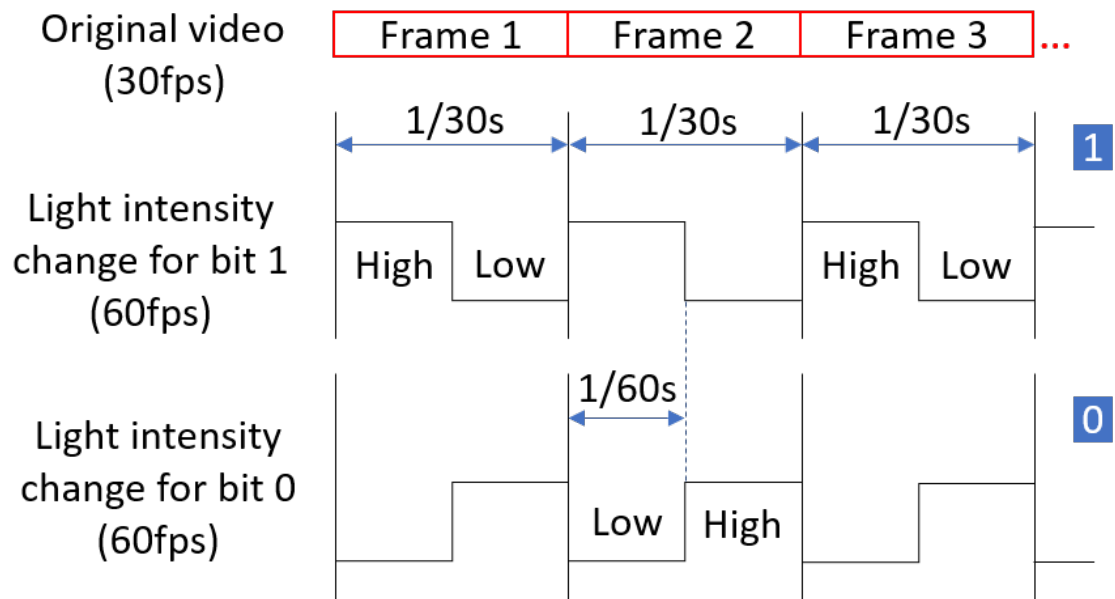 Original video
(30fps)
Frame 1 Frame 2 Frame 3 ...
1/30s 1/30s 1/30s
1
Light intensity
change for bit 1
(60fps)
High Low High Low
1/60s
0
Light intensity
change for bit 0
(60fps)
Low High